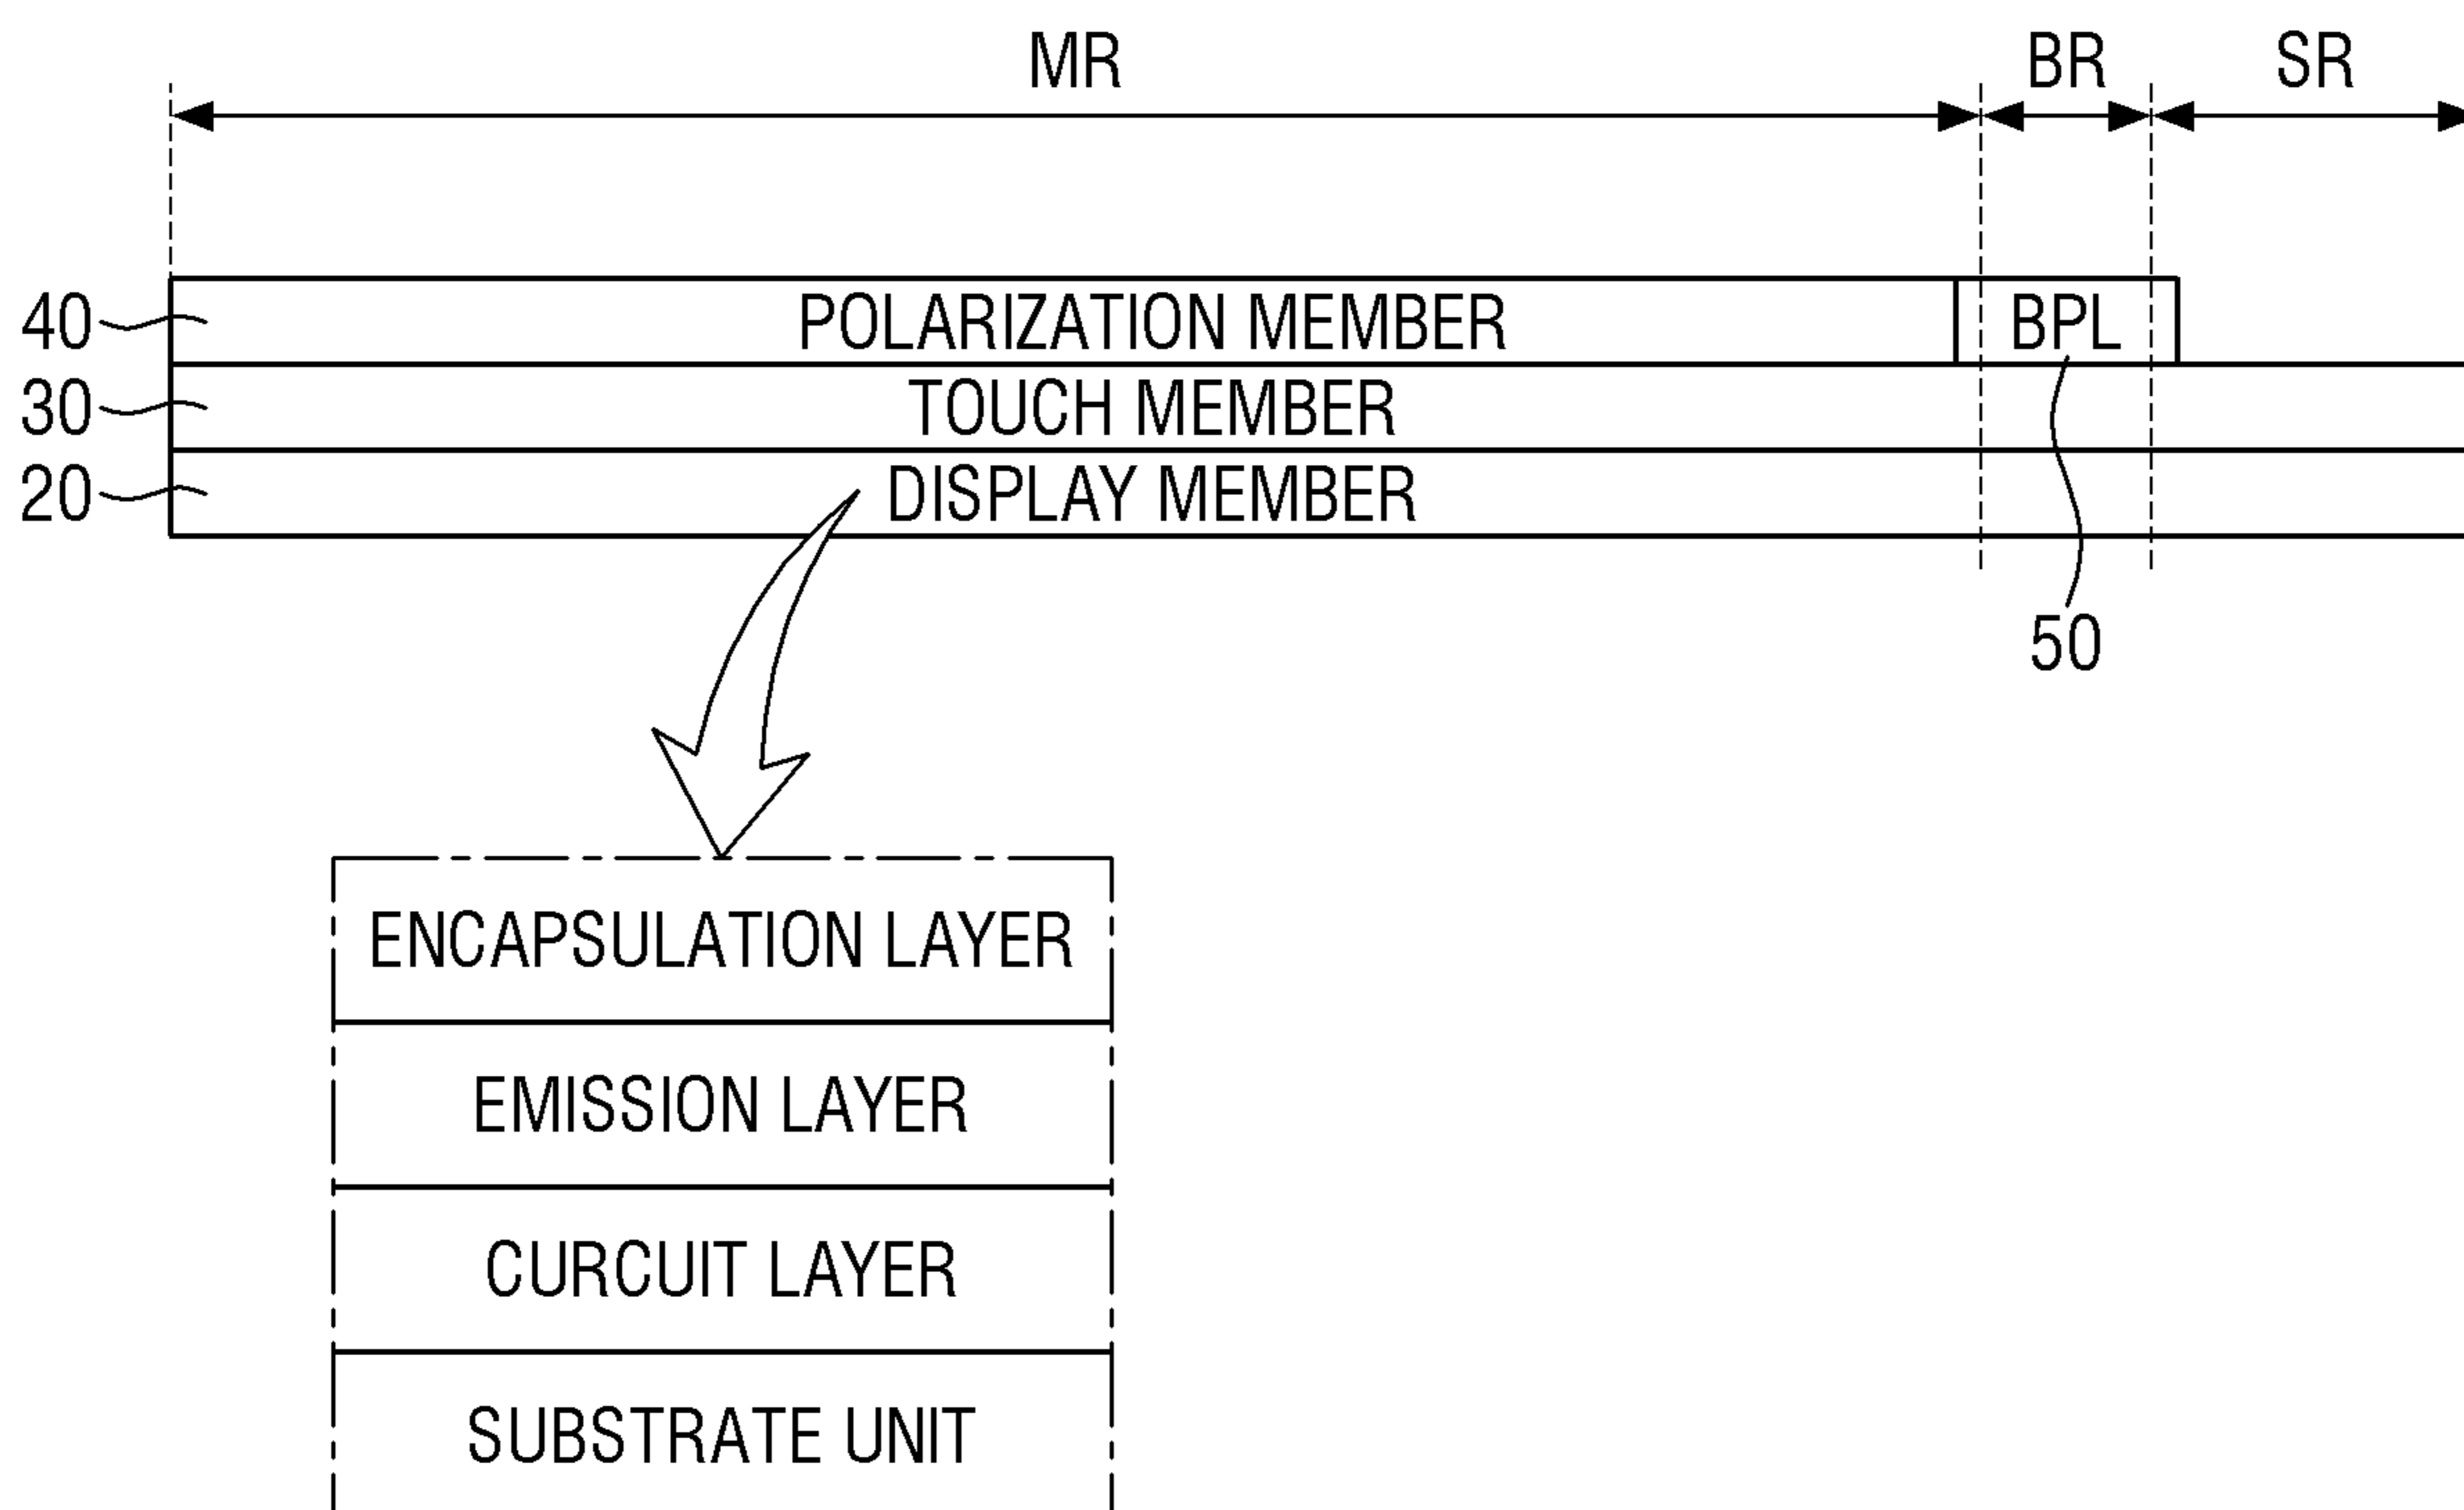 MR BR SR
40 POLARIZATION MEMBER BPL
30 TOUCH MEMBER
20 DISPLAY MEMBER
50
ENCAPSULATION LAYER
EMISSION LAYER
CURCUIT LAYER
SUBSTRATE UNIT